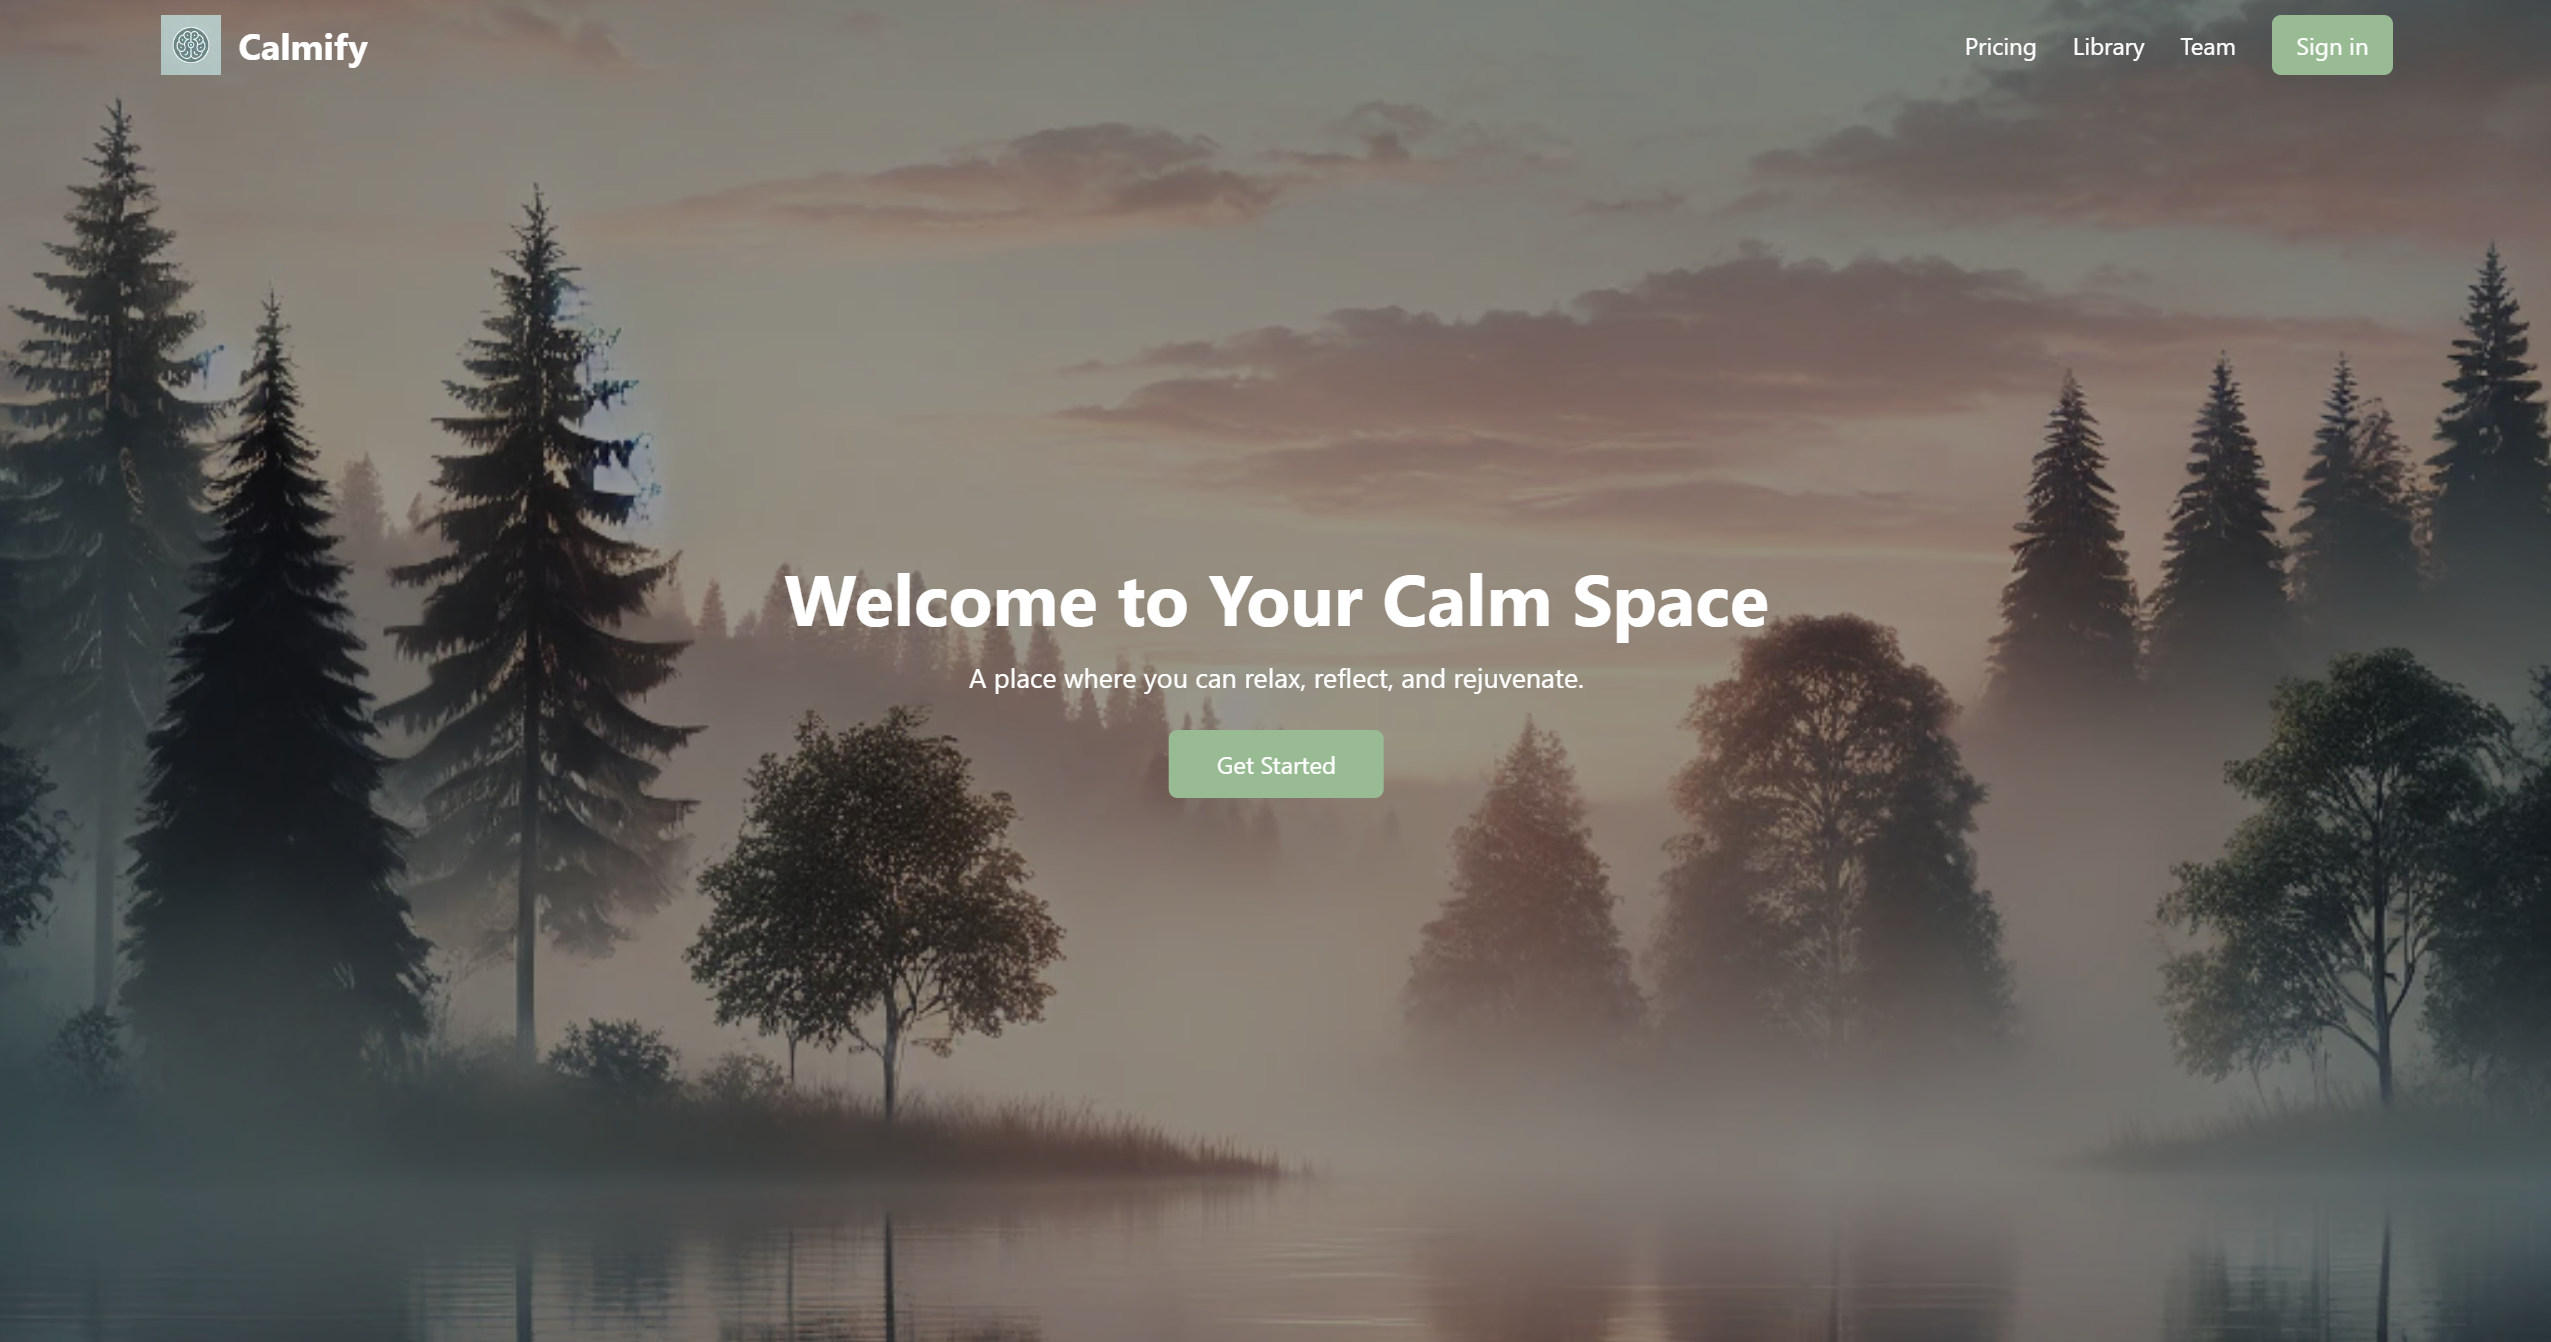 Calmify
Pricing
Library
Team
Sign in
Welcome to Your Calm Space
A place where you can relax, reflect, and rejuvenate.
Get Started